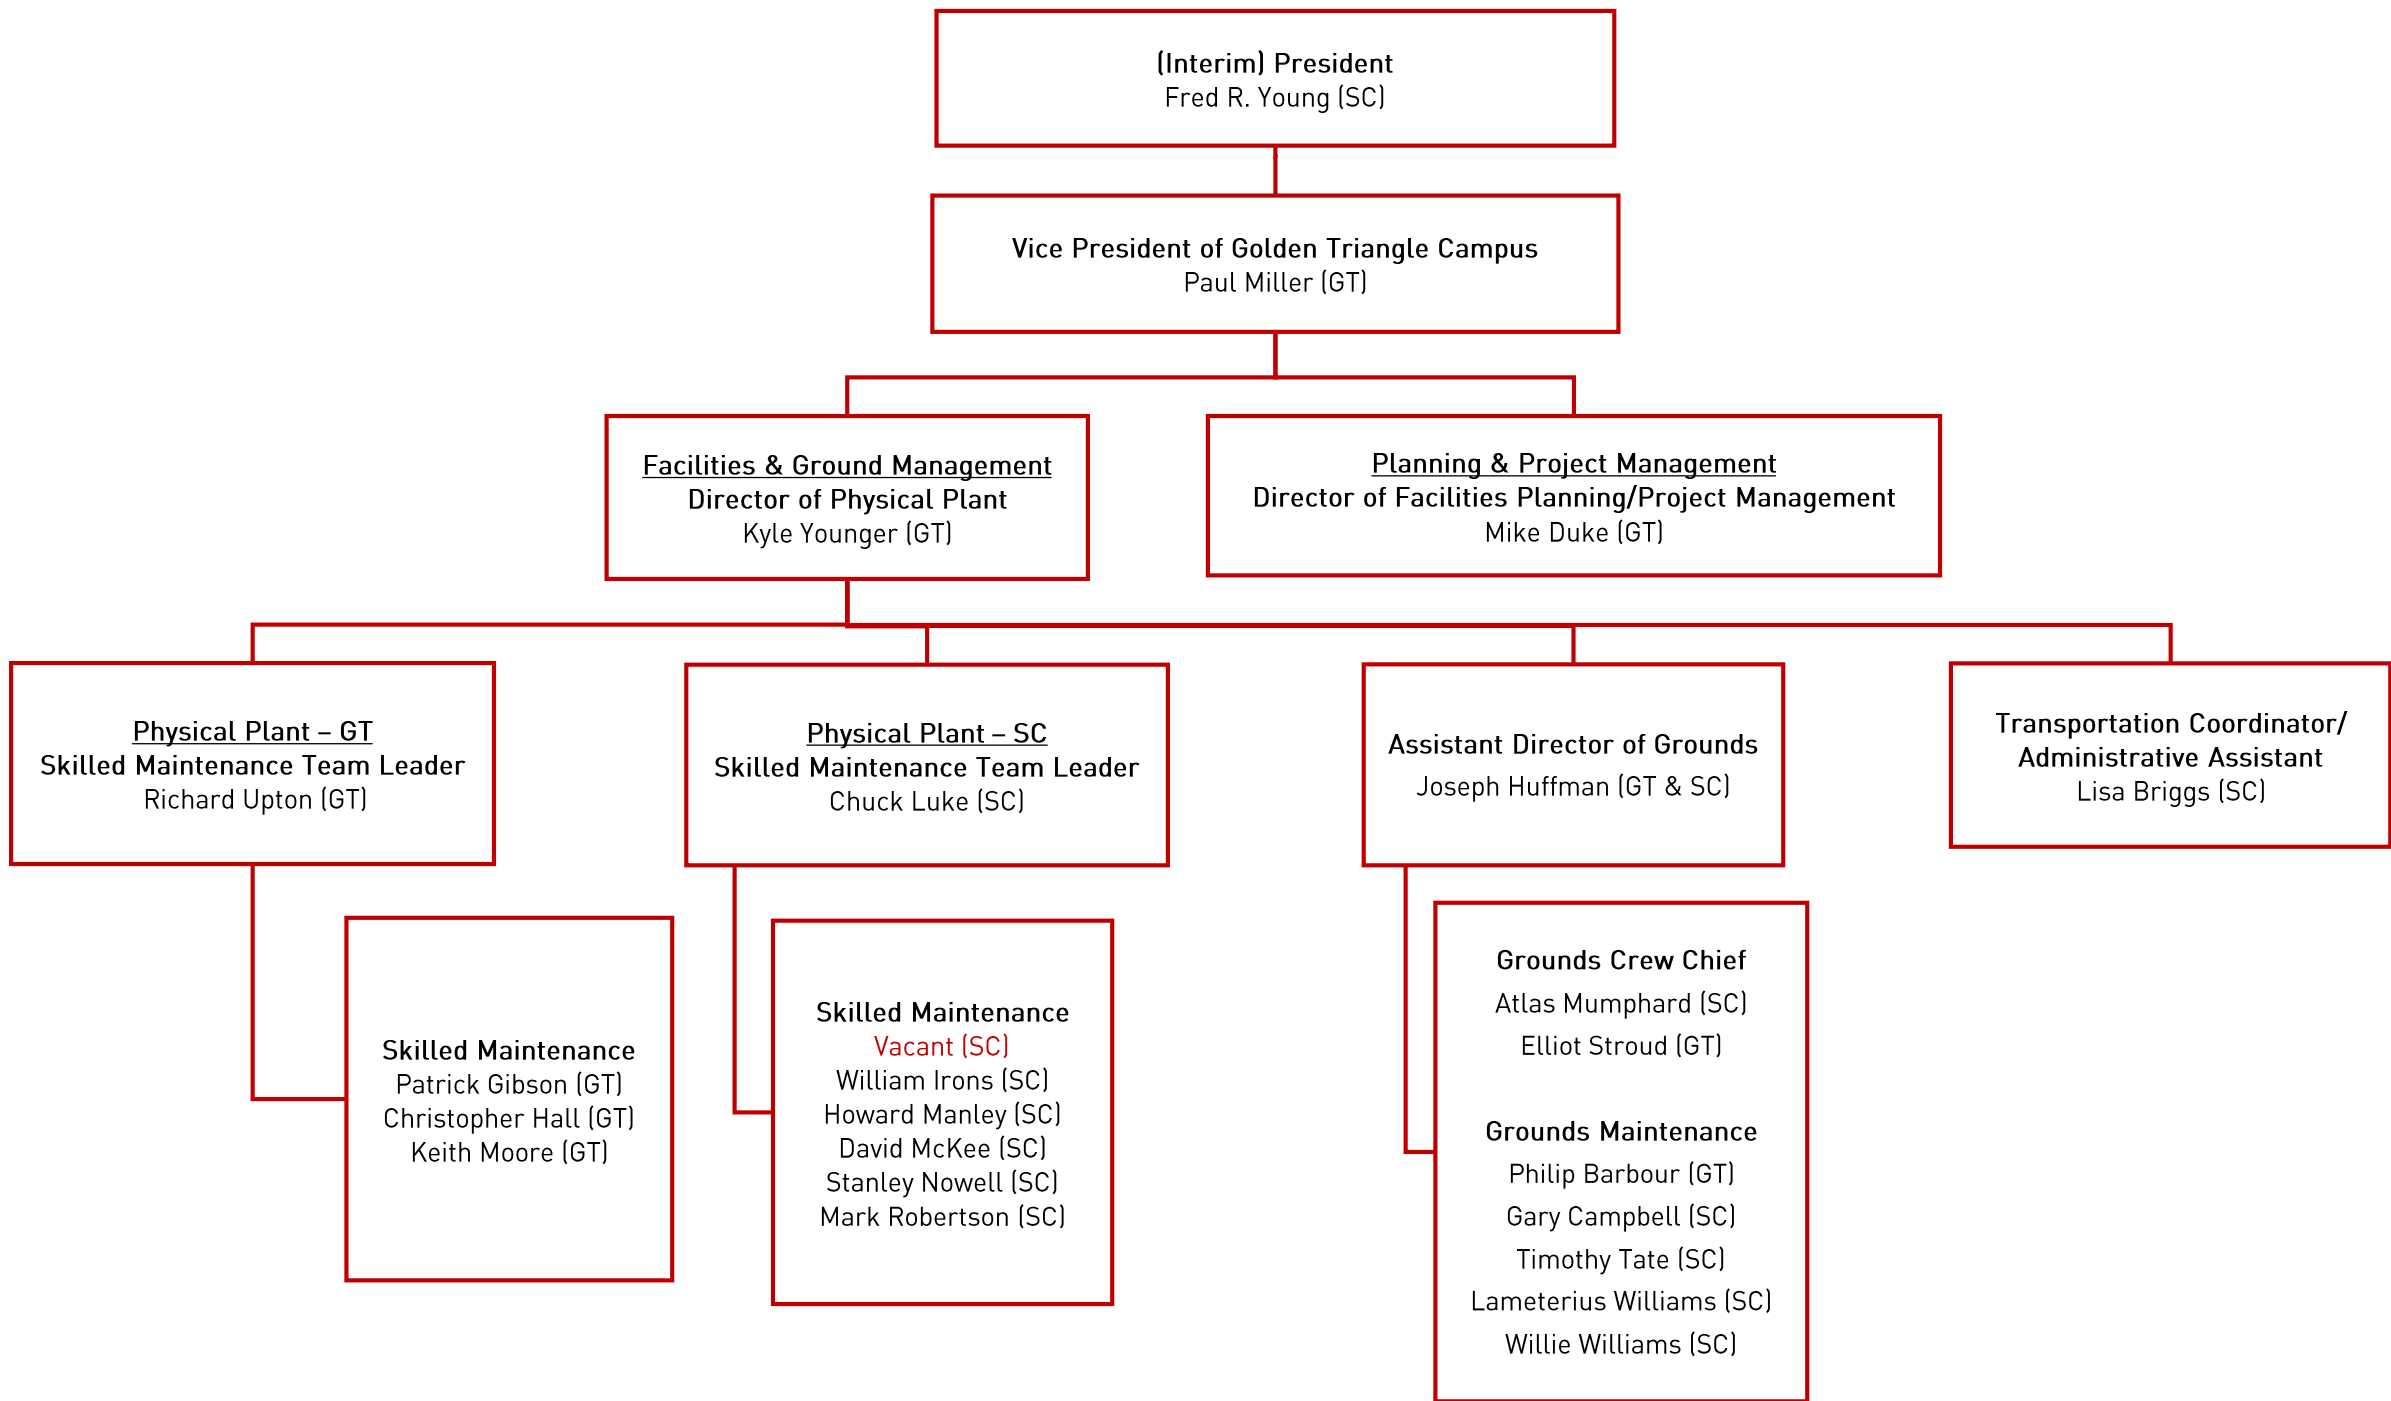 (Interim) President
Fred R. Young (SC)
Vice President of Golden Triangle Campus
Paul Miller (GT)
Facilities & Ground Management
Director of Physical Plant
Kyle Younger (GT)
Planning & Project Management
Director of Facilities Planning/Project Management
Mike Duke (GT)
Physical Plant – GT
Skilled Maintenance Team Leader
Richard Upton (GT)
Physical Plant – SC
Skilled Maintenance Team Leader
Chuck Luke (SC)
Assistant Director of Grounds
Joseph Huffman (GT & SC)
Transportation Coordinator/
Administrative Assistant
Lisa Briggs (SC)
Skilled Maintenance
Patrick Gibson (GT)
Christopher Hall (GT)
Keith Moore (GT)
Skilled Maintenance
Vacant (SC)
William Irons (SC)
Howard Manley (SC)
David McKee (SC)
Stanley Nowell (SC)
Mark Robertson (SC)
Grounds Crew Chief
Atlas Mumphard (SC)
Elliot Stroud (GT)
Grounds Maintenance
Philip Barbour (GT)
Gary Campbell (SC)
Timothy Tate (SC)
Lameterius Williams (SC)
Willie Williams (SC)